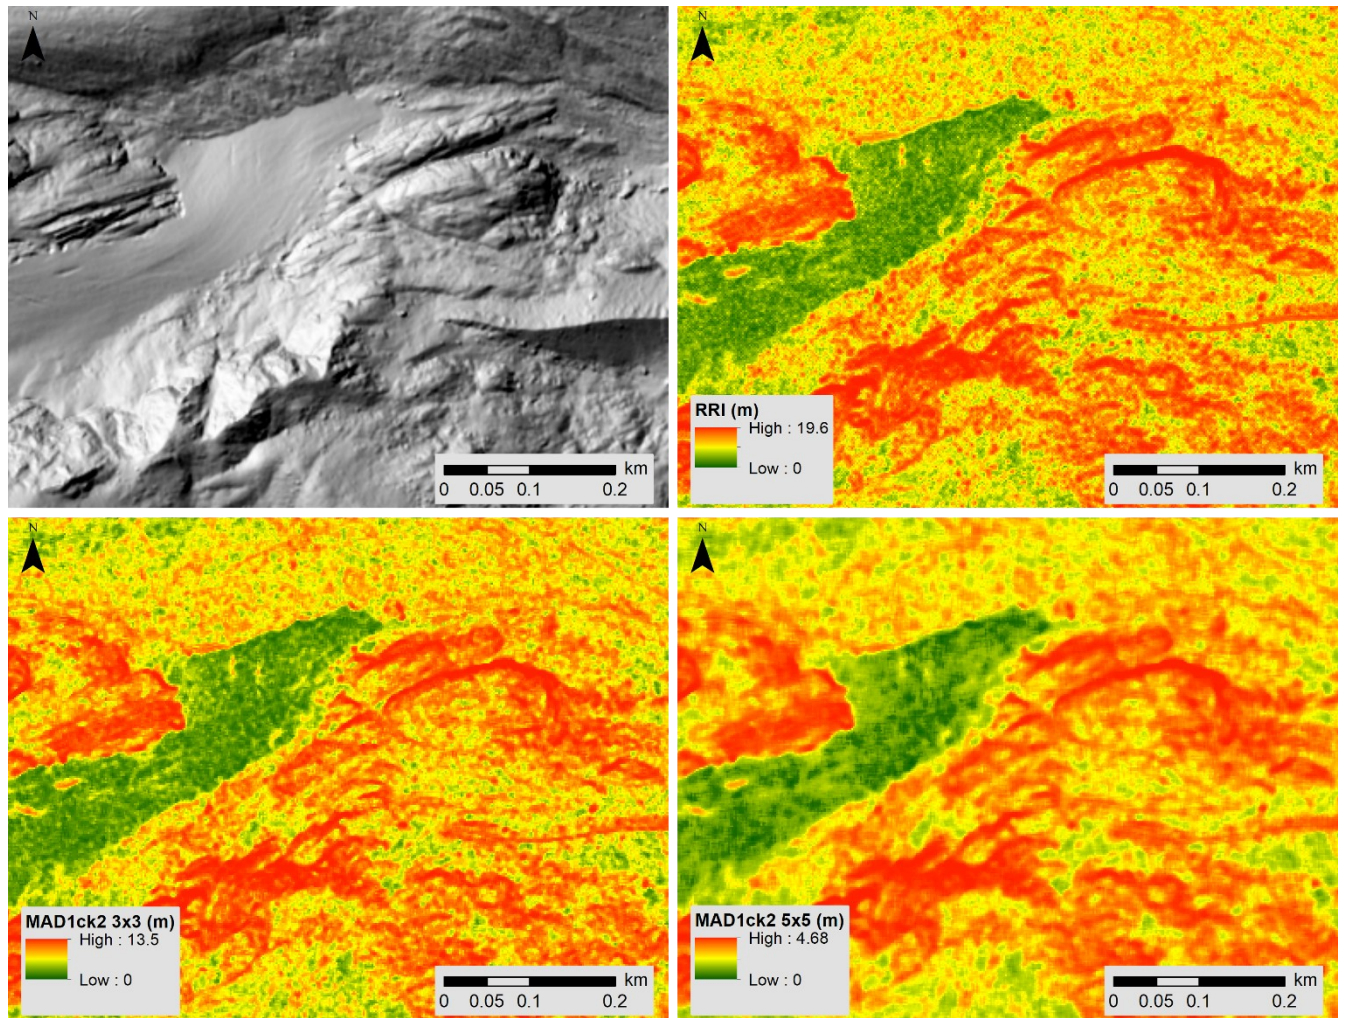 N
km
0 0.05 0.1 0.2
N
RRI (m)
High : 19.6
Low : 0
km
0 0.05 0.1 0.2
N
MAD1ck2 3x3 (m)
High : 13.5
Low : 0
km
0 0.05 0.1 0.2
N
MAD1ck2 5x5 (m)
High : 4.68
Low : 0
km
0 0.05 0.1 0.2